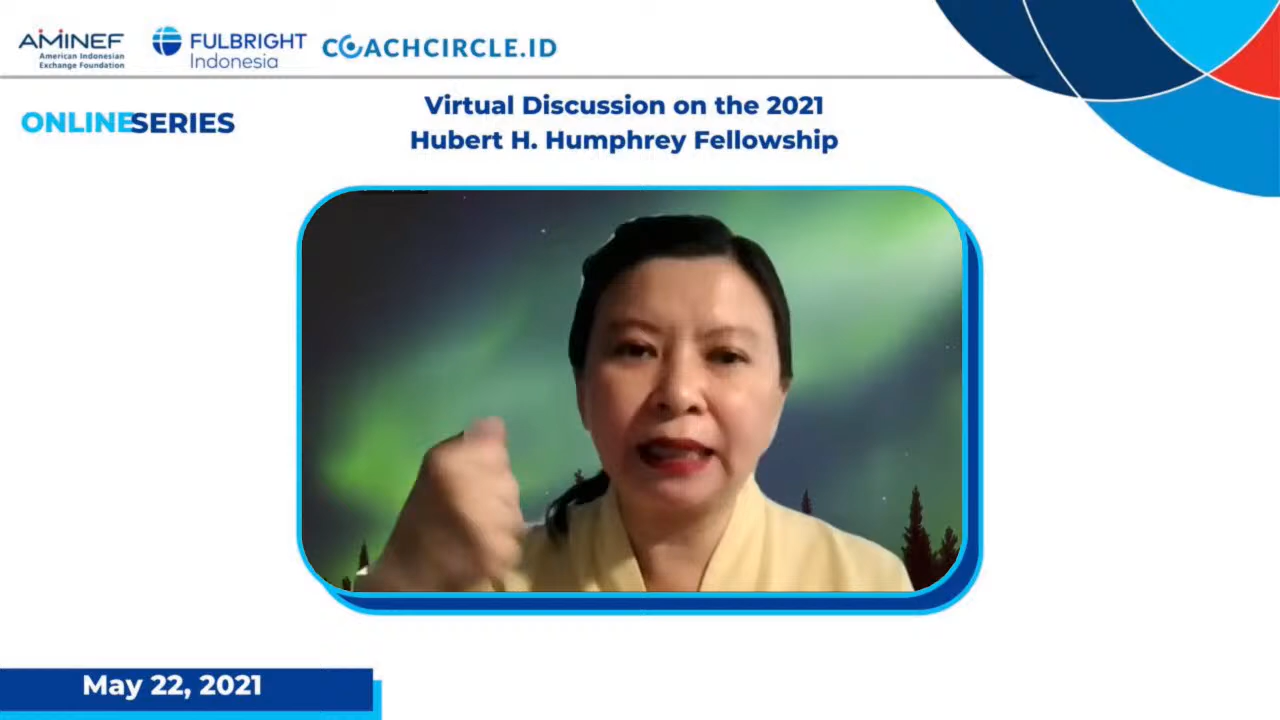 AMINEF
American Indonesian
Exchange Foundation
FULBRIGHT
Indonesia
COACHCIRCLE.ID
ONLINESERIES
Virtual Discussion on the 2021
Hubert H. Humphrey Fellowship
May 22, 2021